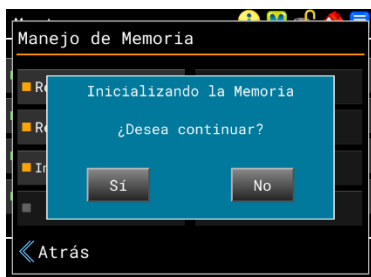 Manejo de Memoria
Inicializando la Memoria
¿Desea continuar?
Sí
No
Atrás